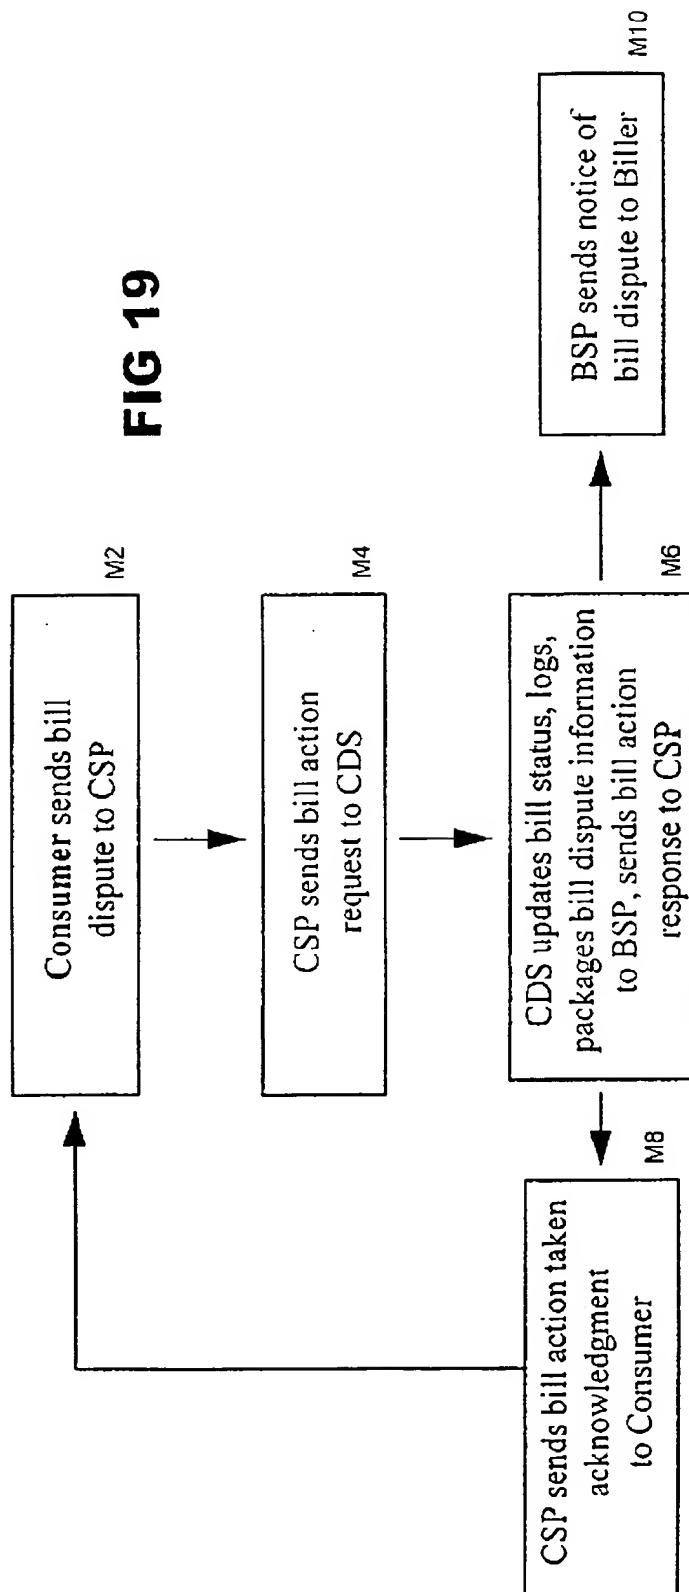 FIG 19
Consumer sends bill
dispute to CSP
M2
CSP sends bill action
request to CDS
M4
CDS updates bill status, logs,
packages bill dispute information
to BSP, sends bill action
response to CSP
M6
CSP sends bill action taken
acknowledgment
to Consumer
M8
BSP sends notice of
bill dispute to Biller
M10